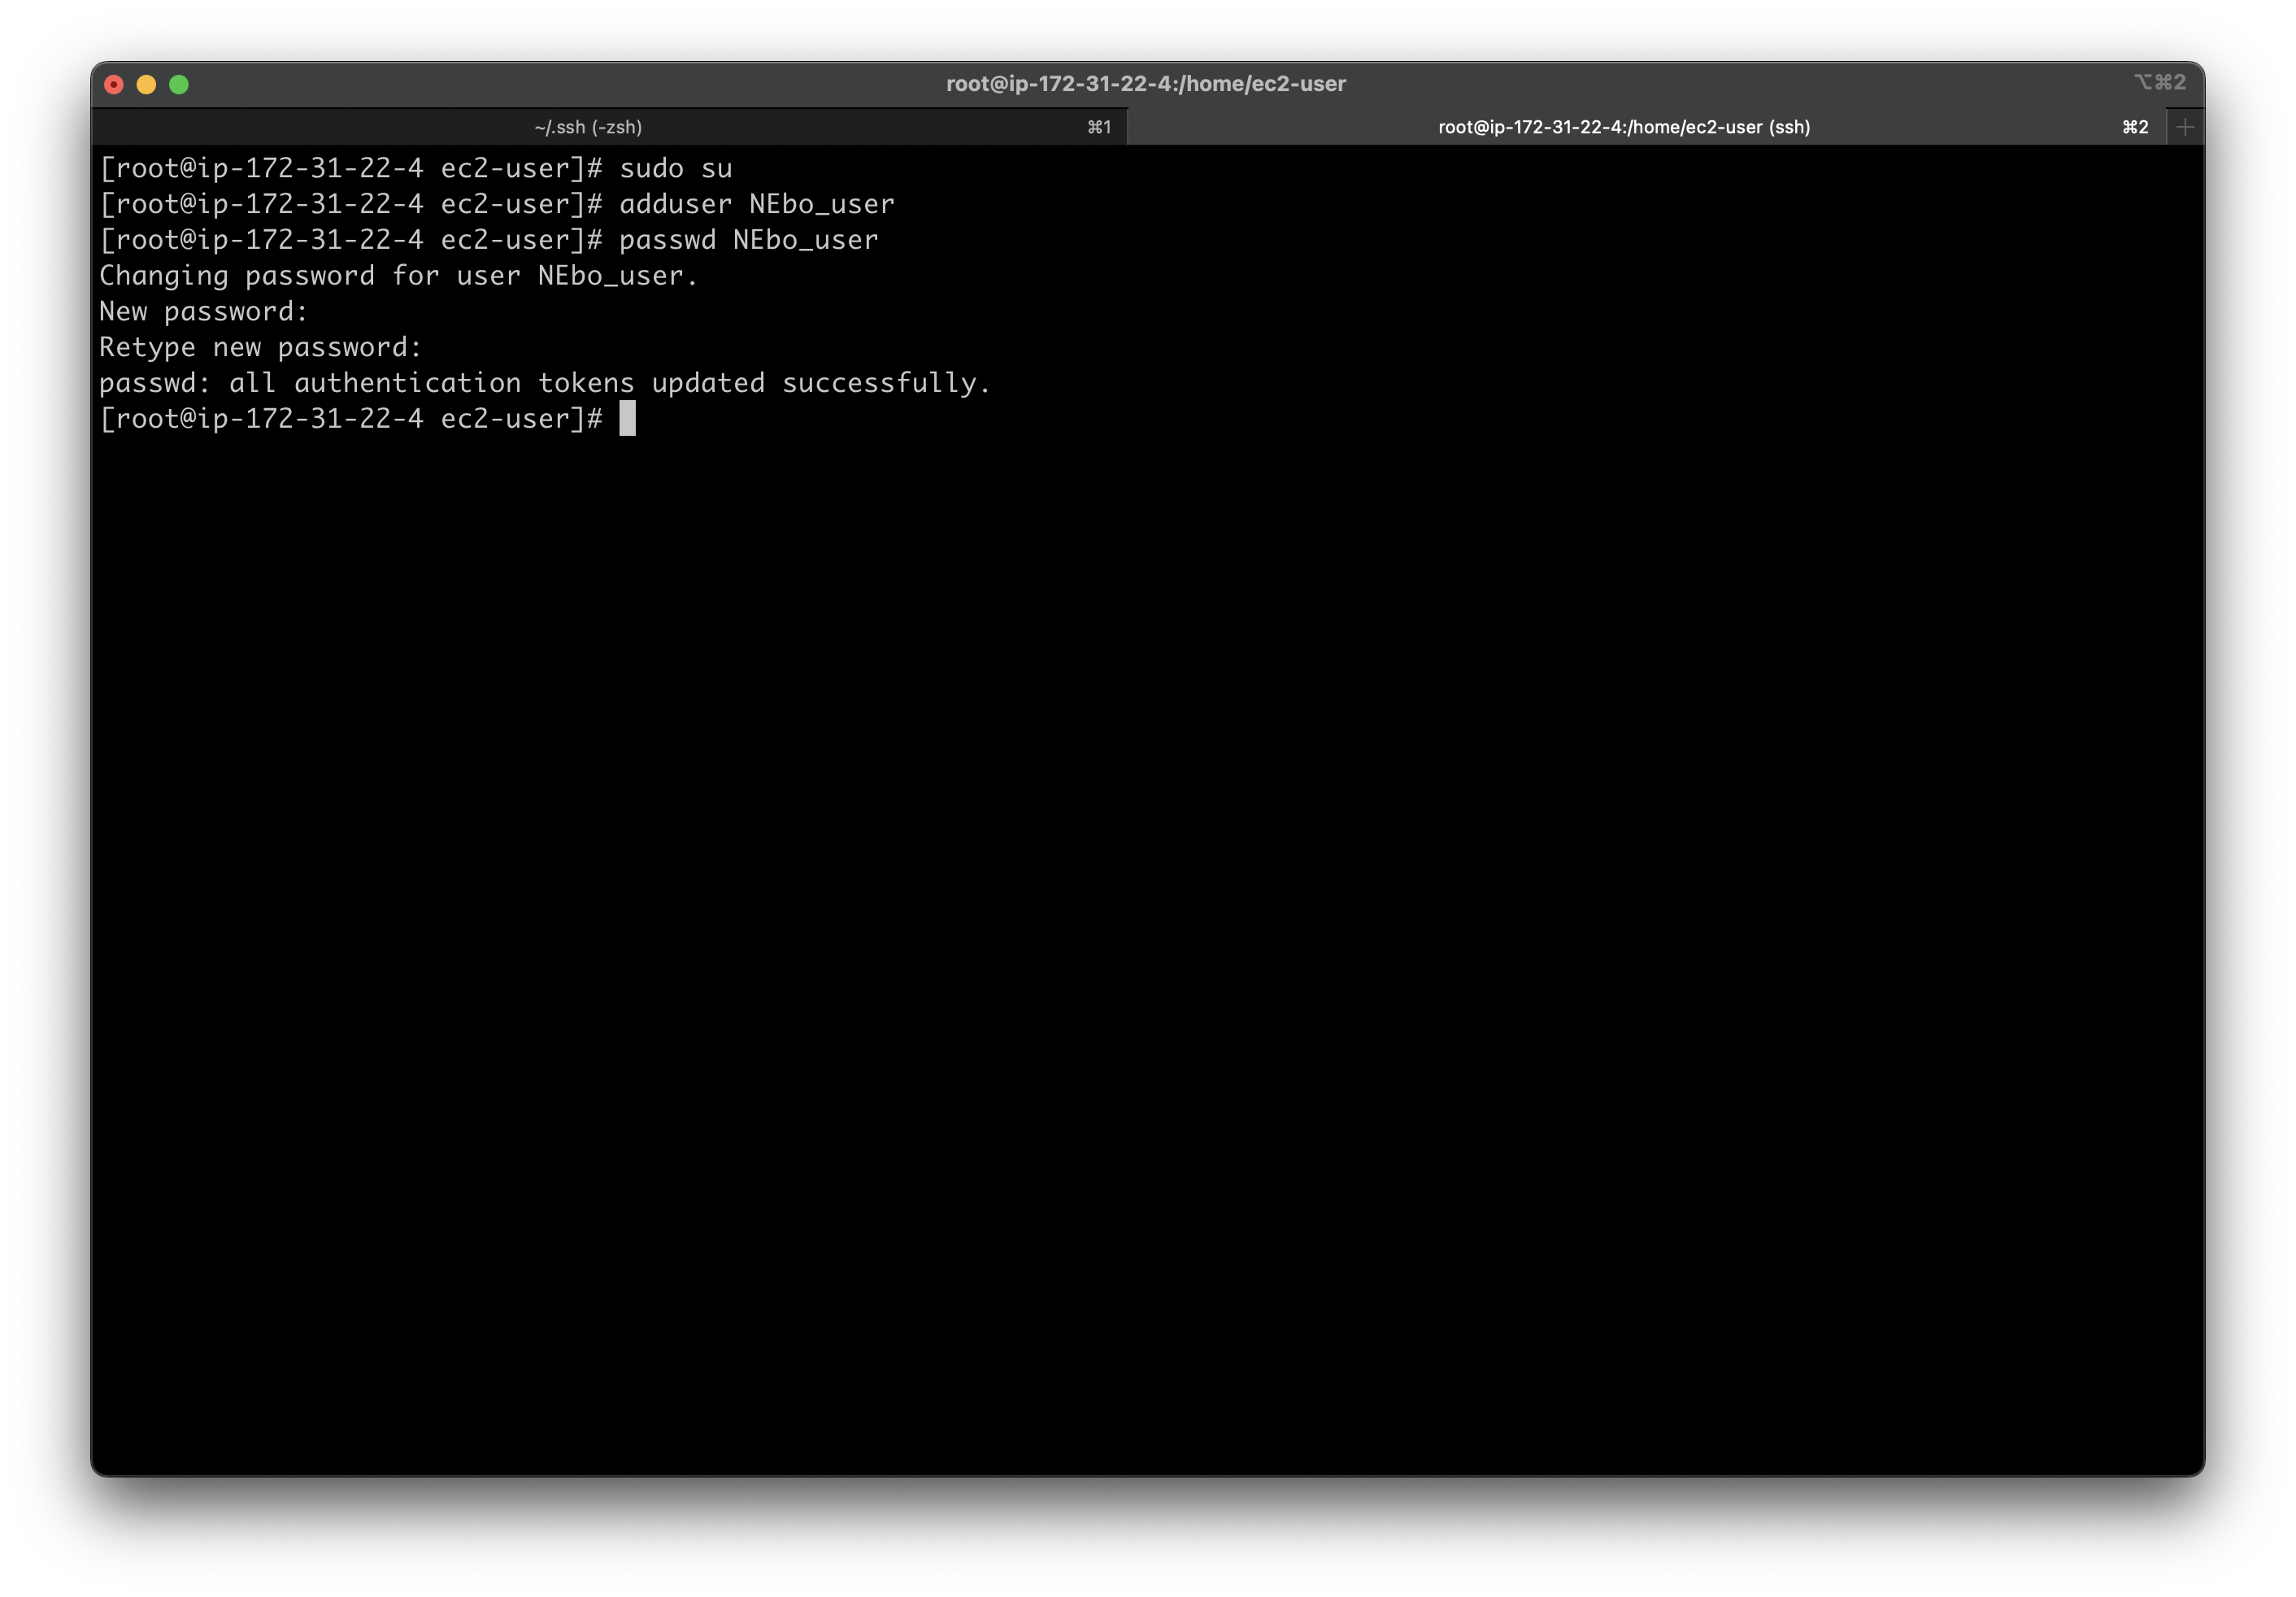 root@ip-172-31-22-4:/home/ec2-user
⌥⌘2
~/.ssh (-zsh) ⌘1
root@ip-172-31-22-4:/home/ec2-user (ssh) ⌘2 +
[root@ip-172-31-22-4 ec2-user]# sudo su
[root@ip-172-31-22-4 ec2-user]# adduser NEbo_user
[root@ip-172-31-22-4 ec2-user]# passwd NEbo_user
Changing password for user NEbo_user.
New password:
Retype new password:
passwd: all authentication tokens updated successfully.
[root@ip-172-31-22-4 ec2-user]#